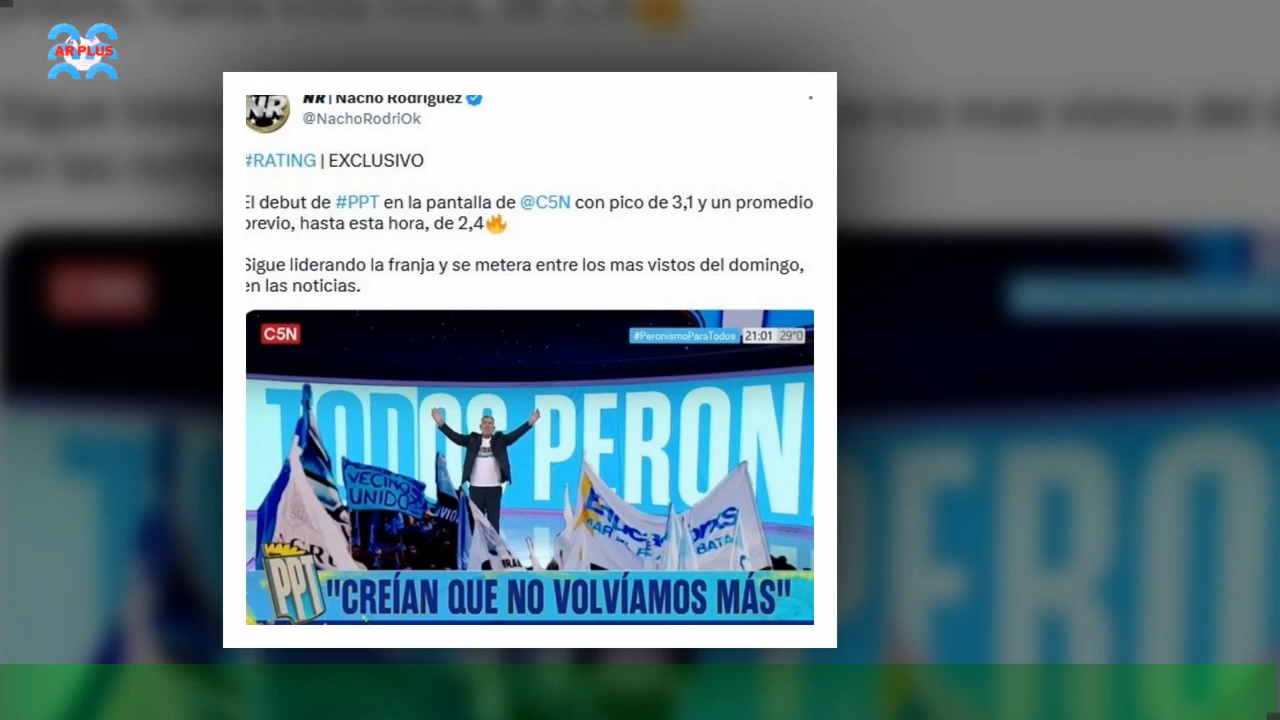 AR PLUS
NR | Nacho Rodriguez
@NachoRodriOk
#RATING | EXCLUSIVO
El debut de #PPT en la pantalla de @C5N con pico de 3,1 y un promedio
previo, hasta esta hora, de 2,4🔥
Sigue liderando la franja y se metera entre los mas vistos del domingo,
en las noticias.
C5N
#PeronismoParaTodos 21:01 29°
TODOS PERON
VECINOS
UNIDO
BATA
PPT
"CREÍAN QUE NO VOLVÍAMOS MÁS"